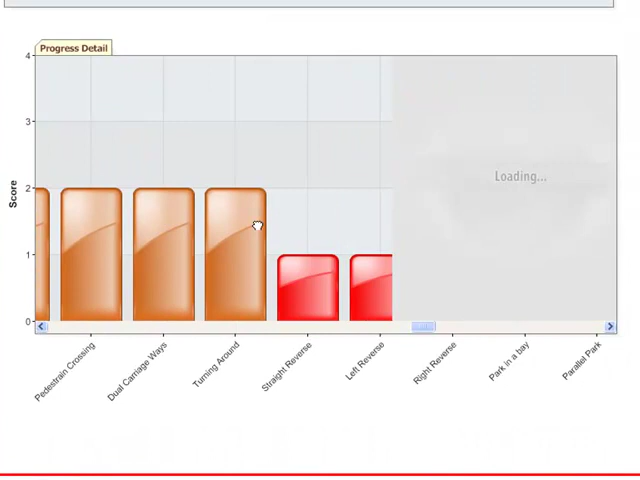 Progress Detail
4
3
2
1
0
Score
Loading...
Pedestrain Crossing
Dual Carriage Ways
Turning Around
Straight Reverse
Left Reverse
Right Reverse
Park in a bay
Parallel Park